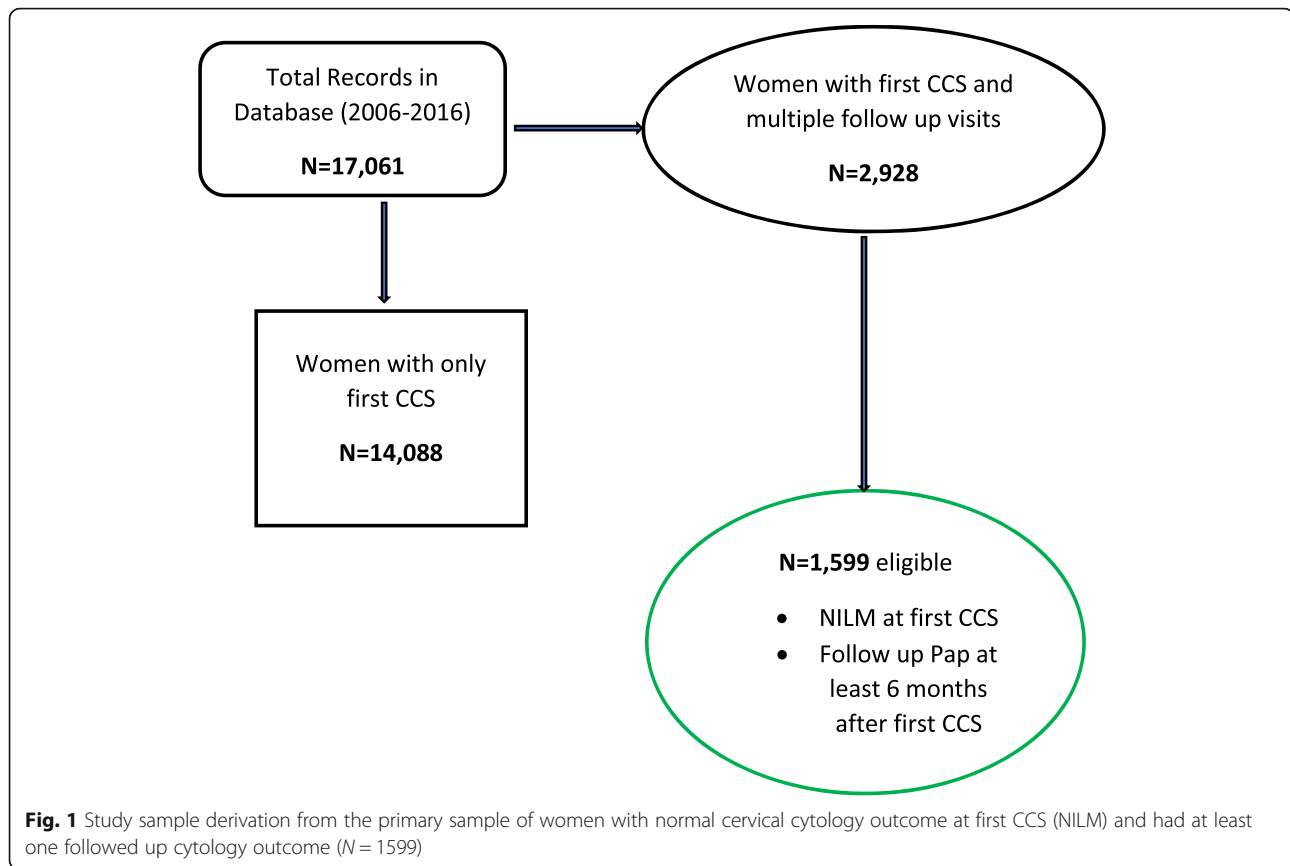 Total Records in
Database (2006-2016)
N=17,061
Women with first CCS and
multiple follow up visits
N=2,928
Women with only
first CCS
N=14,088
N=1,599 eligible
• NILM at first CCS
• Follow up Pap at
least 6 months
after first CCS
Fig. 1 Study sample derivation from the primary sample of women with normal cervical cytology outcome at first CCS (NILM) and had at least
one followed up cytology outcome (N = 1599)